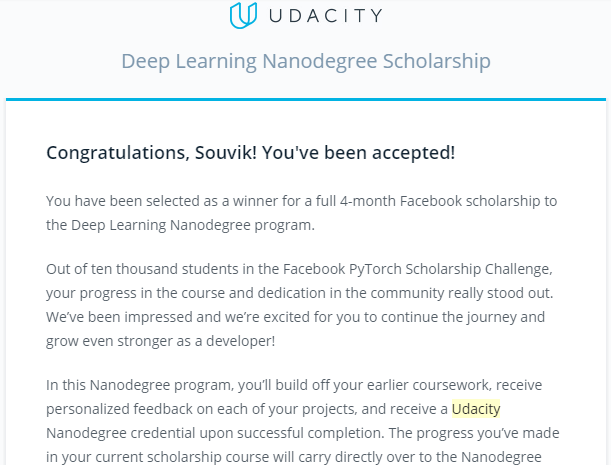 UDACITY
Deep Learning Nanodegree Scholarship
Congratulations, Souvik! You've been accepted!
You have been selected as a winner for a full 4-month Facebook scholarship to
the Deep Learning Nanodegree program.
Out of ten thousand students in the Facebook PyTorch Scholarship Challenge,
your progress in the course and dedication in the community really stood out.
We’ve been impressed and we’re excited for you to continue the journey and
grow even stronger as a developer!
In this Nanodegree program, you’ll build off your earlier coursework, receive
personalized feedback on each of your projects, and receive a Udacity
Nanodegree credential upon successful completion. The progress you’ve made
in your current scholarship course will carry directly over to the Nanodegree